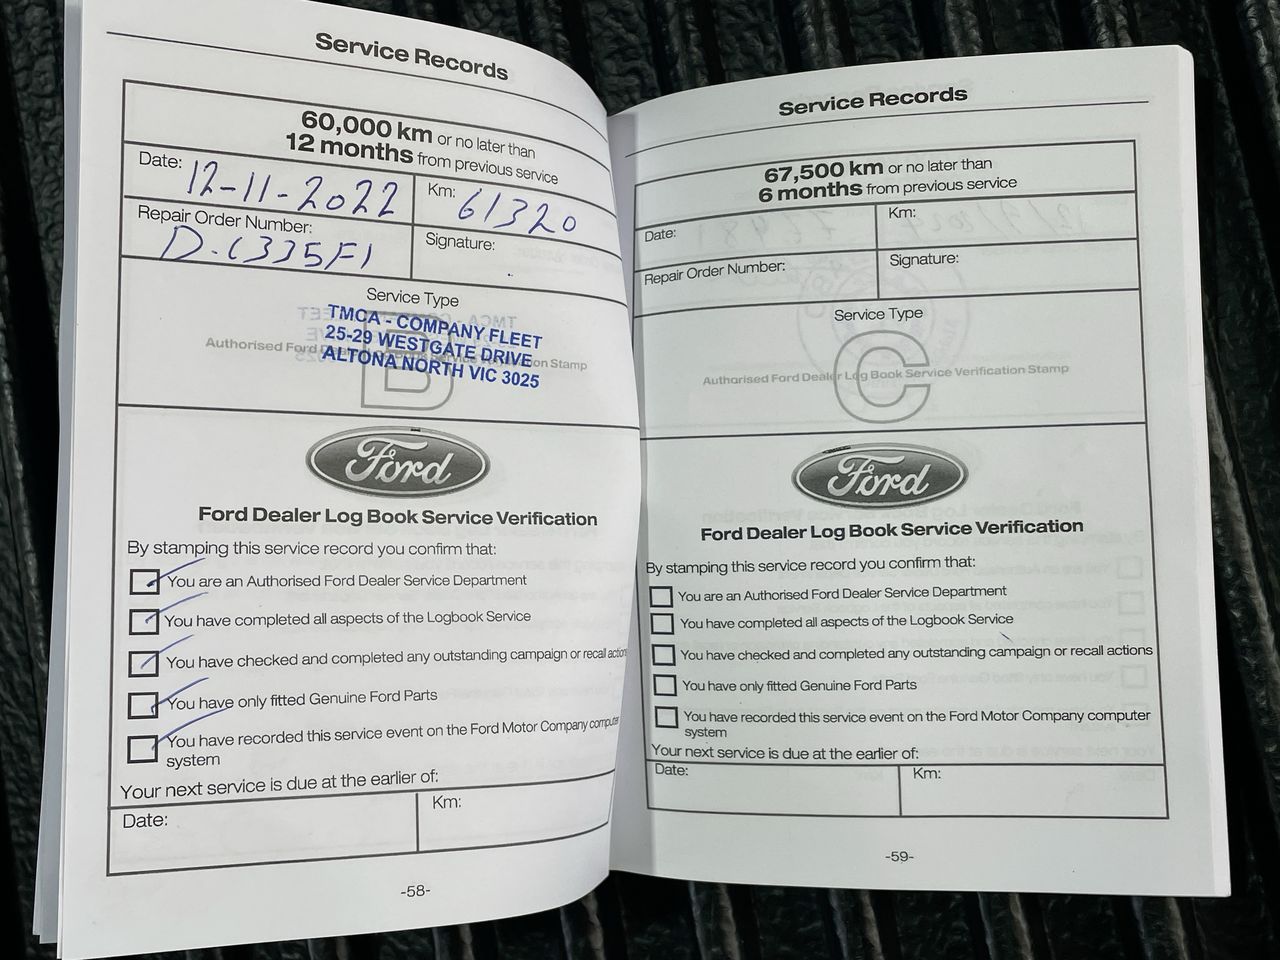 Service Records
60,000 km or no later than
12 months from previous service
Date: 12-11-2022 Km: 61320
Repair Order Number: Signature:
Service Type
B
TMCA - COMPANY FLEET
25-29 WESTGATE DRIVE
ALTONA NORTH VIC 3025
Authorised Ford Service Verification Stamp
Ford
Ford Dealer Log Book Service Verification
By stamping this service record you confirm that:
You are an Authorised Ford Dealer Service Department
You have completed all aspects of the Logbook Service
You have checked and completed any outstanding campaign or recall actions
You have only fitted Genuine Ford Parts
You have recorded this service event on the Ford Motor Company computer
system
Your next service is due at the earlier of:
Date: Km:
-58-
Service Records
67,500 km or no later than
6 months from previous service
Date: Km:
Repair Order Number: Signature:
Service Type
C
Authorised Ford Dealer Log Book Service Verification Stamp
Ford
Ford Dealer Log Book Service Verification
By stamping this service record you confirm that:
You are an Authorised Ford Dealer Service Department
You have completed all aspects of the Logbook Service
You have checked and completed any outstanding campaign or recall actions
You have only fitted Genuine Ford Parts
You have recorded this service event on the Ford Motor Company computer
system
Your next service is due at the earlier of:
Date: Km:
-59-